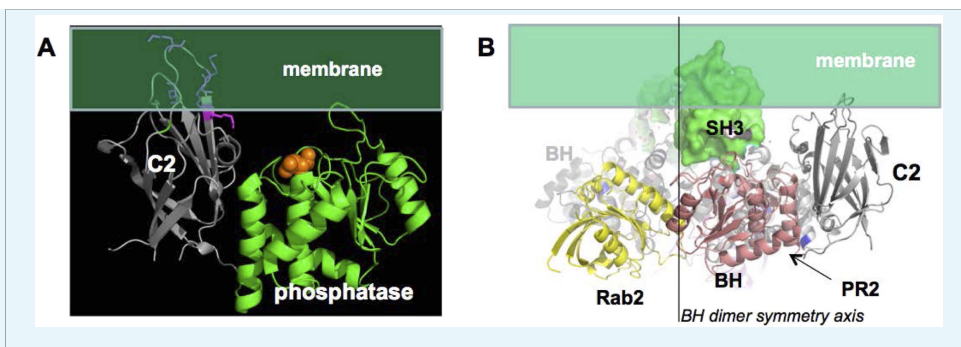 A
membrane
C2
phosphatase
B
membrane
SH3
BH
C2
Rab2
BH
PR2
BH dimer symmetry axis